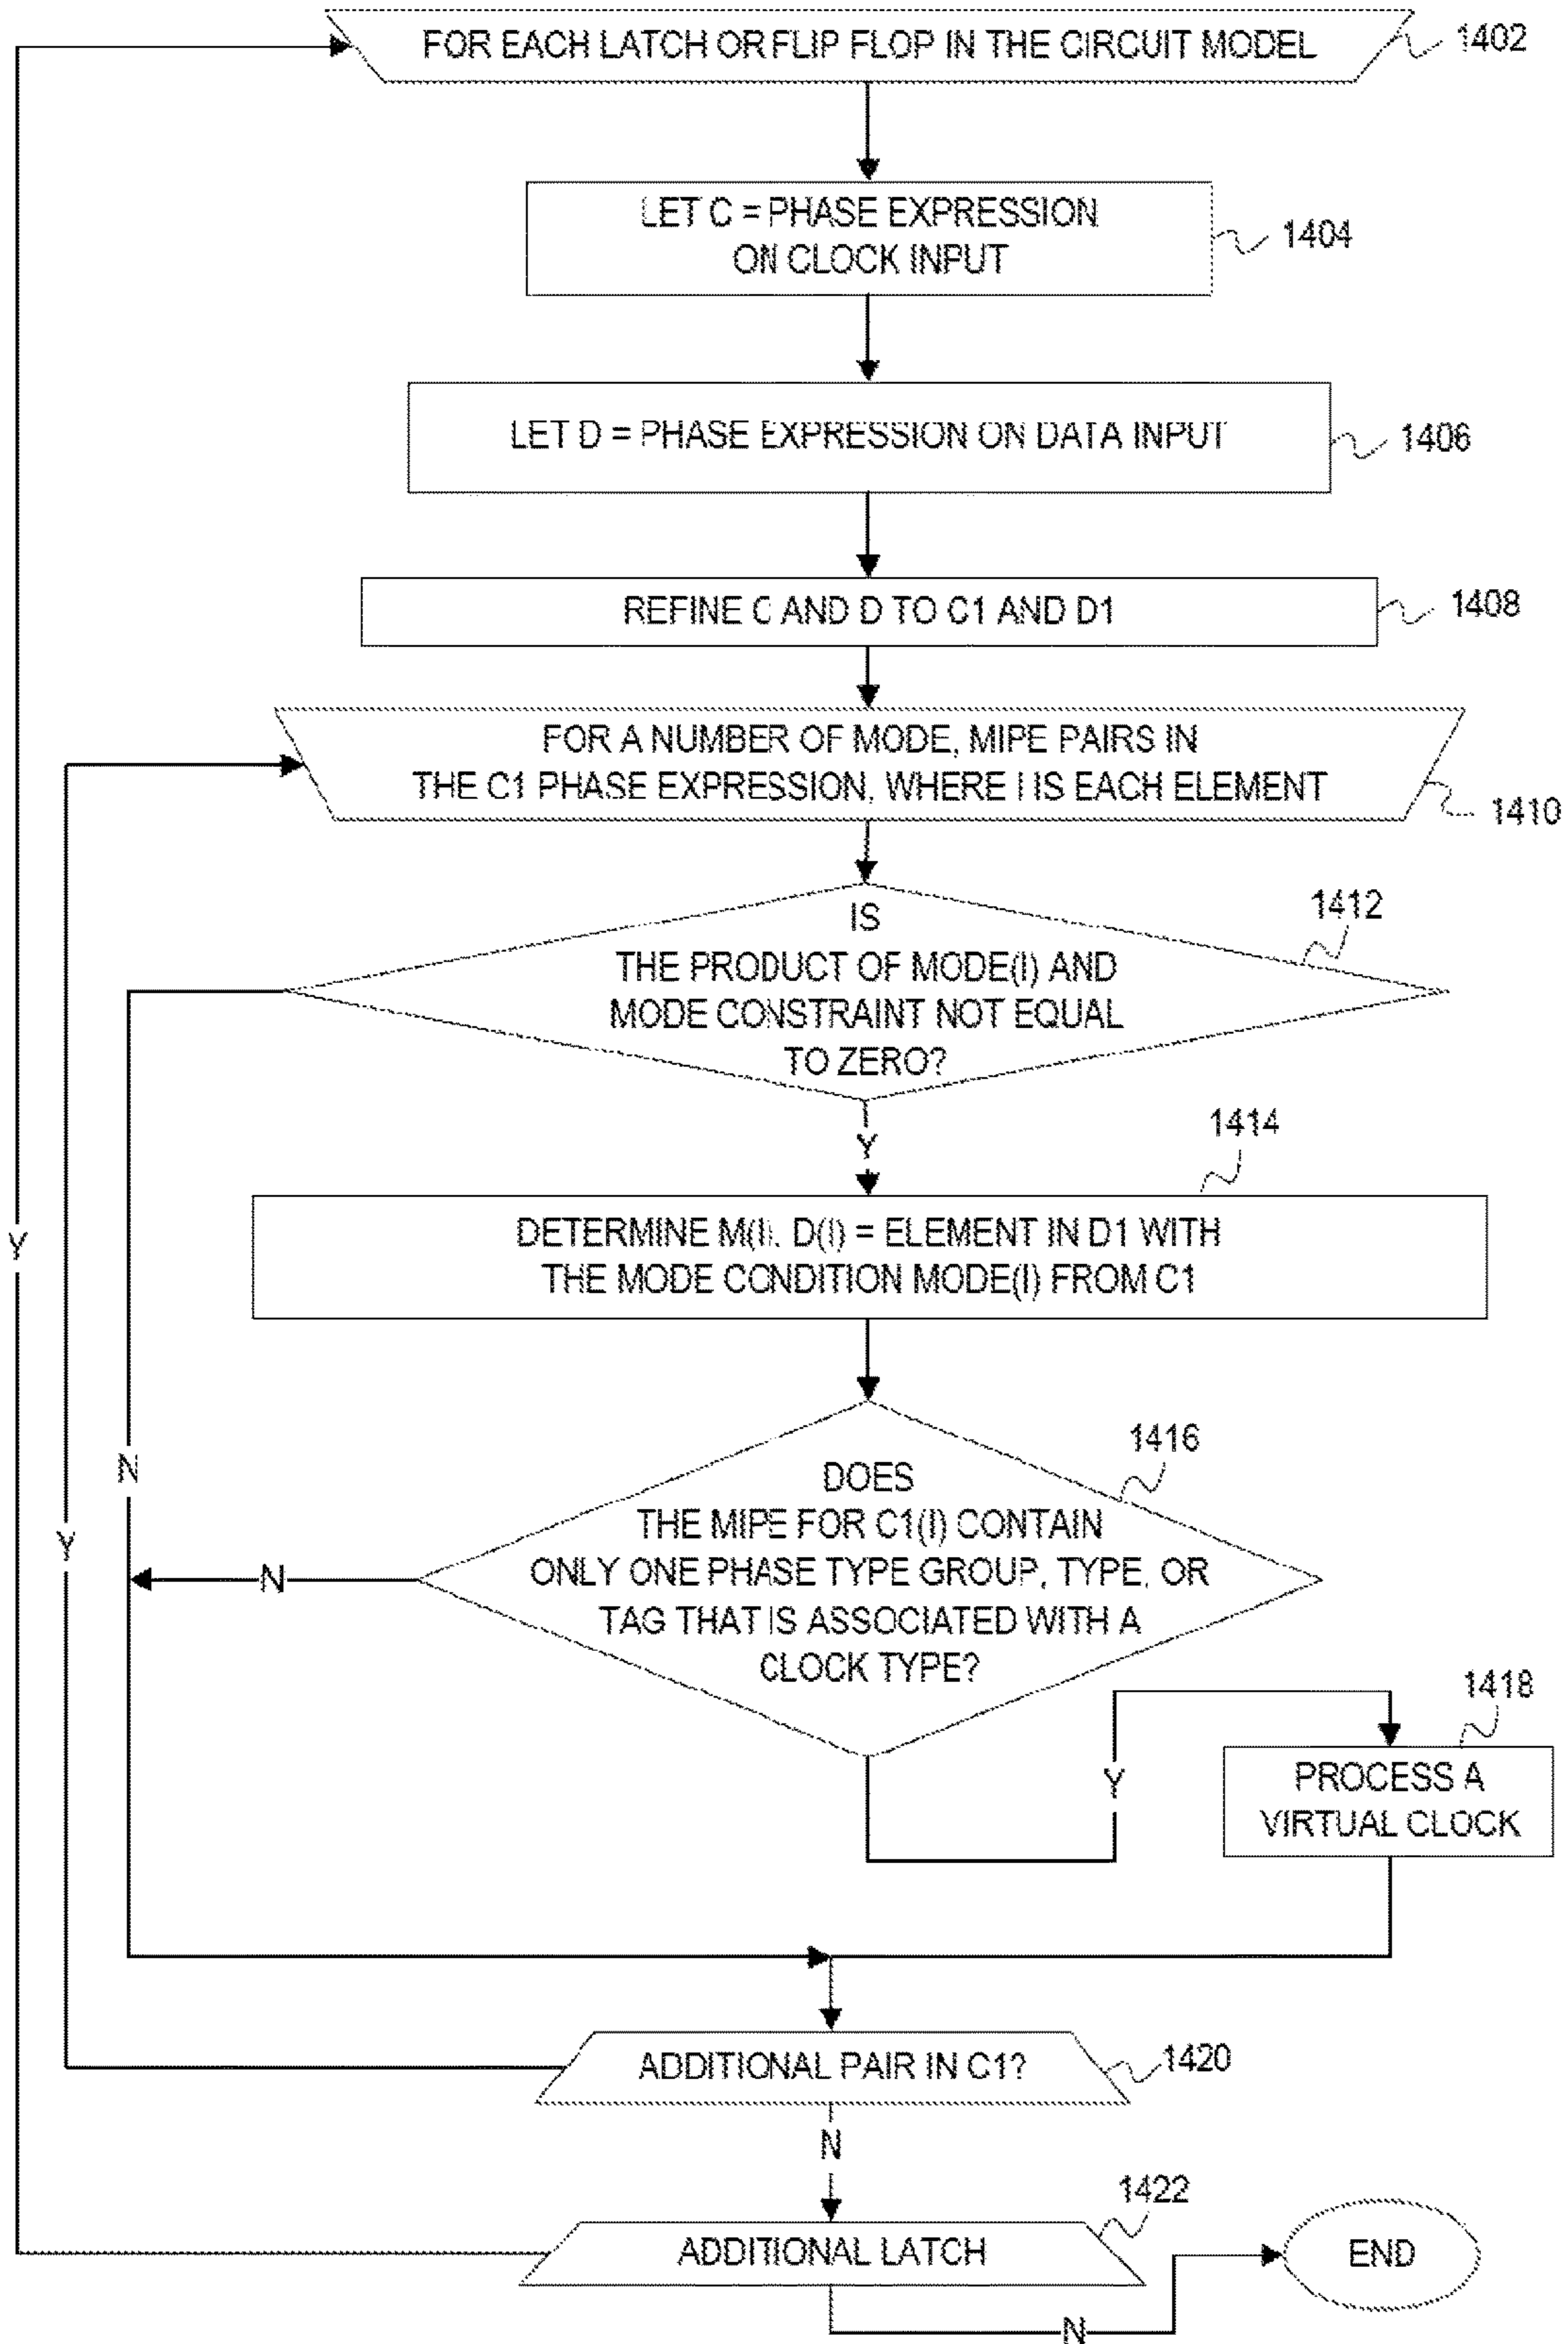 FOR EACH LATCH OR FLIP FLOP IN THE CIRCUIT MODEL
1402
LET C = PHASE EXPRESSION
ON CLOCK INPUT
1404
LET D = PHASE EXPRESSION ON DATA INPUT
1406
REFINE C AND D TO C1 AND D1
1408
FOR A NUMBER OF MODE, MIPE PAIRS IN
THE C1 PHASE EXPRESSION, WHERE I IS EACH ELEMENT
1410
IS
THE PRODUCT OF MODE(I) AND
MODE CONSTRAINT NOT EQUAL
TO ZERO?
1412
Y
1414
DETERMINE M(I), D(I) = ELEMENT IN D1 WITH
THE MODE CONDITION MODE(I) FROM C1
Y
1416
DOES
THE MIPE FOR C1(I) CONTAIN
ONLY ONE PHASE TYPE GROUP, TYPE, OR
TAG THAT IS ASSOCIATED WITH A
CLOCK TYPE?
N
Y
N
1418
Y
PROCESS A
VIRTUAL CLOCK
ADDITIONAL PAIR IN C1?
1420
N
1422
ADDITIONAL LATCH
END
N